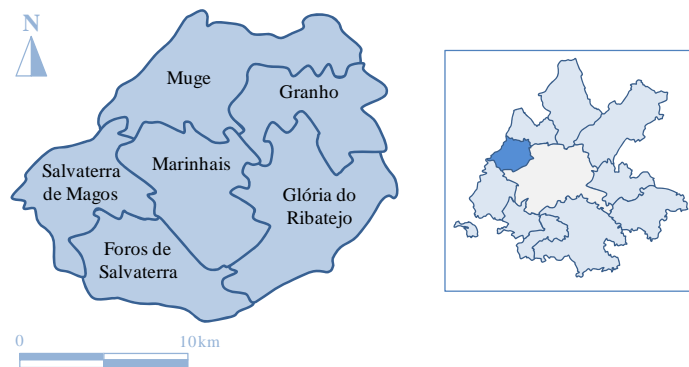 N
Muge
Granho
Salvaterra
de Magos
Marinhais
Glória do
Ribatejo
Foros de
Salvaterra
0
10km